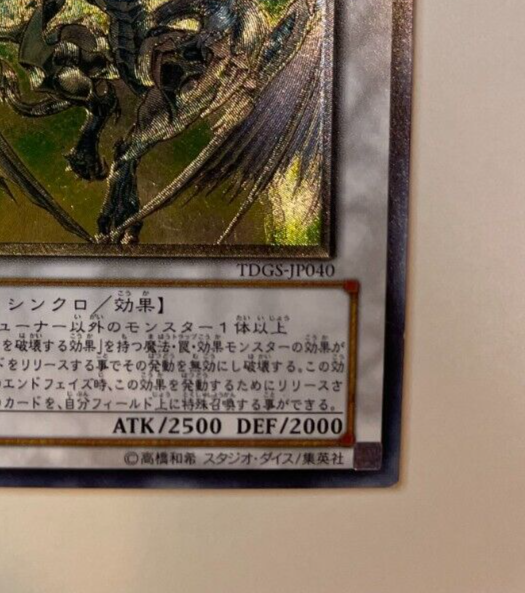 TDGS-JP040
シンクロ／効果】
ューナー以外のモンスター１体以上
を破壊する効果」を持つ魔法・罠・効果モンスターの効果が
ドをリリースする事でその発動を無効にし破壊する。この効
のエンドフェイズ時、この効果を発動するためにリリースさ
のカードを、自分フィールド上に特殊召喚する事ができる。
ATK/2500 DEF/2000
©高橋和希 スタジオ・ダイス/集英社